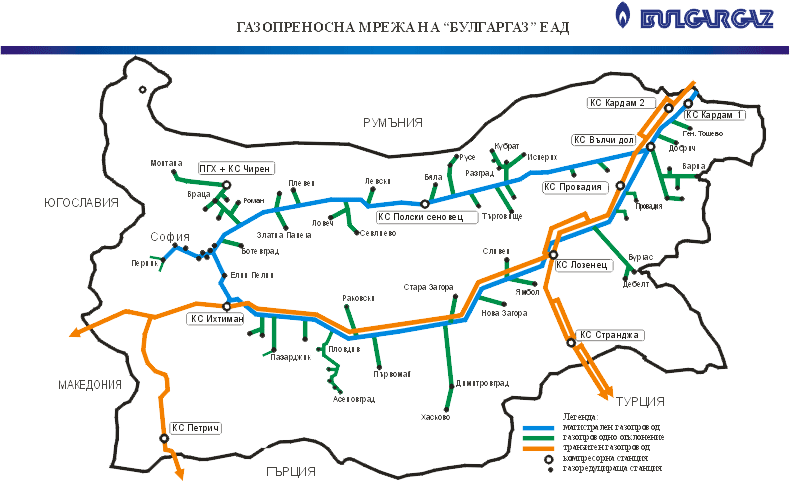 ГАЗОПРЕНОСНА МРЕЖА НА “БУЛГАРГАЗ” ЕАД
BULGARGAZ
РУМЪНИЯ
КС Кардам 2
КС Кардам 1
Ген. Тошево
КС Вълчи дол
Добрич
Кубрат
Исперих
Русе
Разград
Бяла
Варна
Монтана
ПГХ + КС Чирен
Враца
Роман
Плевен
Левски
КС Провадия
Провадия
ЮГОСЛАВИЯ
КС Полски сеновец
Търговище
Ловеч
Севлиево
Златна Панега
София
Ботевград
Перник
Елин Пелин
Сливен
КС Лозенец
Бургас
Дебелт
Ямбол
Стара Загора
Раковски
Нова Загора
КС Ихтиман
КС Странджа
Пазарджик
Пловдив
Първомай
Димитровград
МАКЕДОНИЯ
Асеновград
Хасково
ТУРЦИЯ
КС Петрич
ГЪРЦИЯ
Легенда:
магистрален газопровод
газопроводно отклонение
транзитен газопровод
компресорна станция
газорегулираща станция